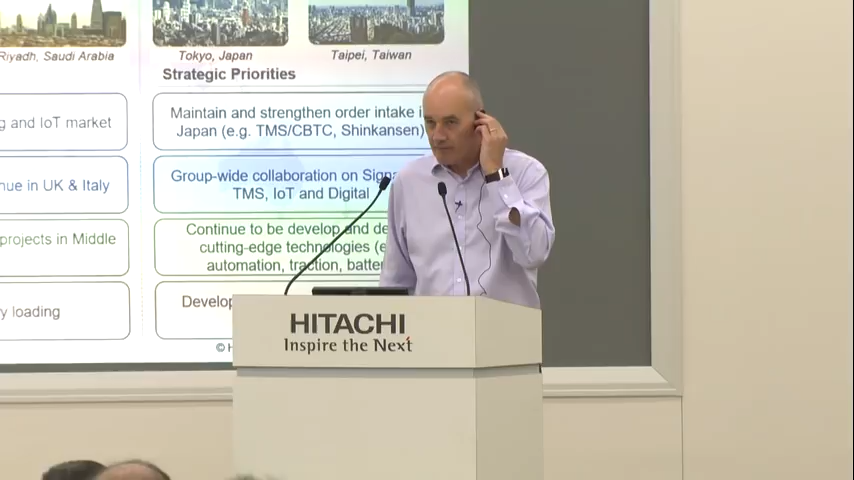 Riyadh, Saudi Arabia
Tokyo, Japan
Taipei, Taiwan
Strategic Priorities
g and IoT market
Maintain and strengthen order intake i
Japan (e.g. TMS/CBTC, Shinkansen)
nue in UK & Italy
Group-wide collaboration on Signa
TMS, IoT and Digital
projects in Middle
Continue to be develop and de
cutting-edge technologies (e
automation, traction, batter
y loading
Develop
© H
HITACHI
Inspire the Next